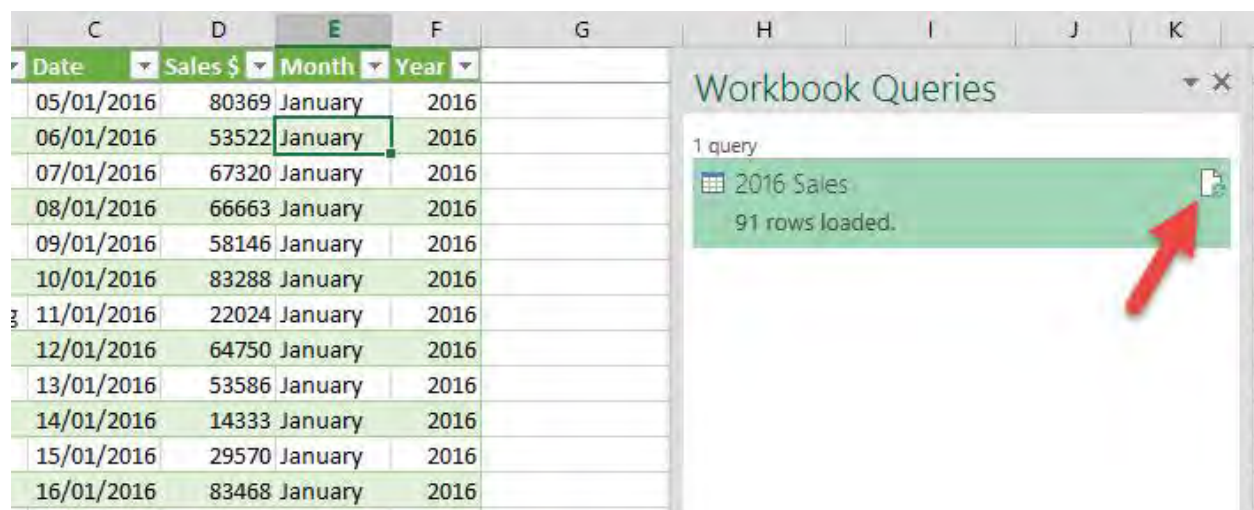 C D E F G H I J K
Date Sales $ Month Year
05/01/2016 80369 January 2016
06/01/2016 53522 January 2016
07/01/2016 67320 January 2016
08/01/2016 66663 January 2016
09/01/2016 58146 January 2016
10/01/2016 83288 January 2016
g 11/01/2016 22024 January 2016
12/01/2016 64750 January 2016
13/01/2016 53586 January 2016
14/01/2016 14333 January 2016
15/01/2016 29570 January 2016
16/01/2016 83468 January 2016
Workbook Queries
1 query
2016 Sales
91 rows loaded.